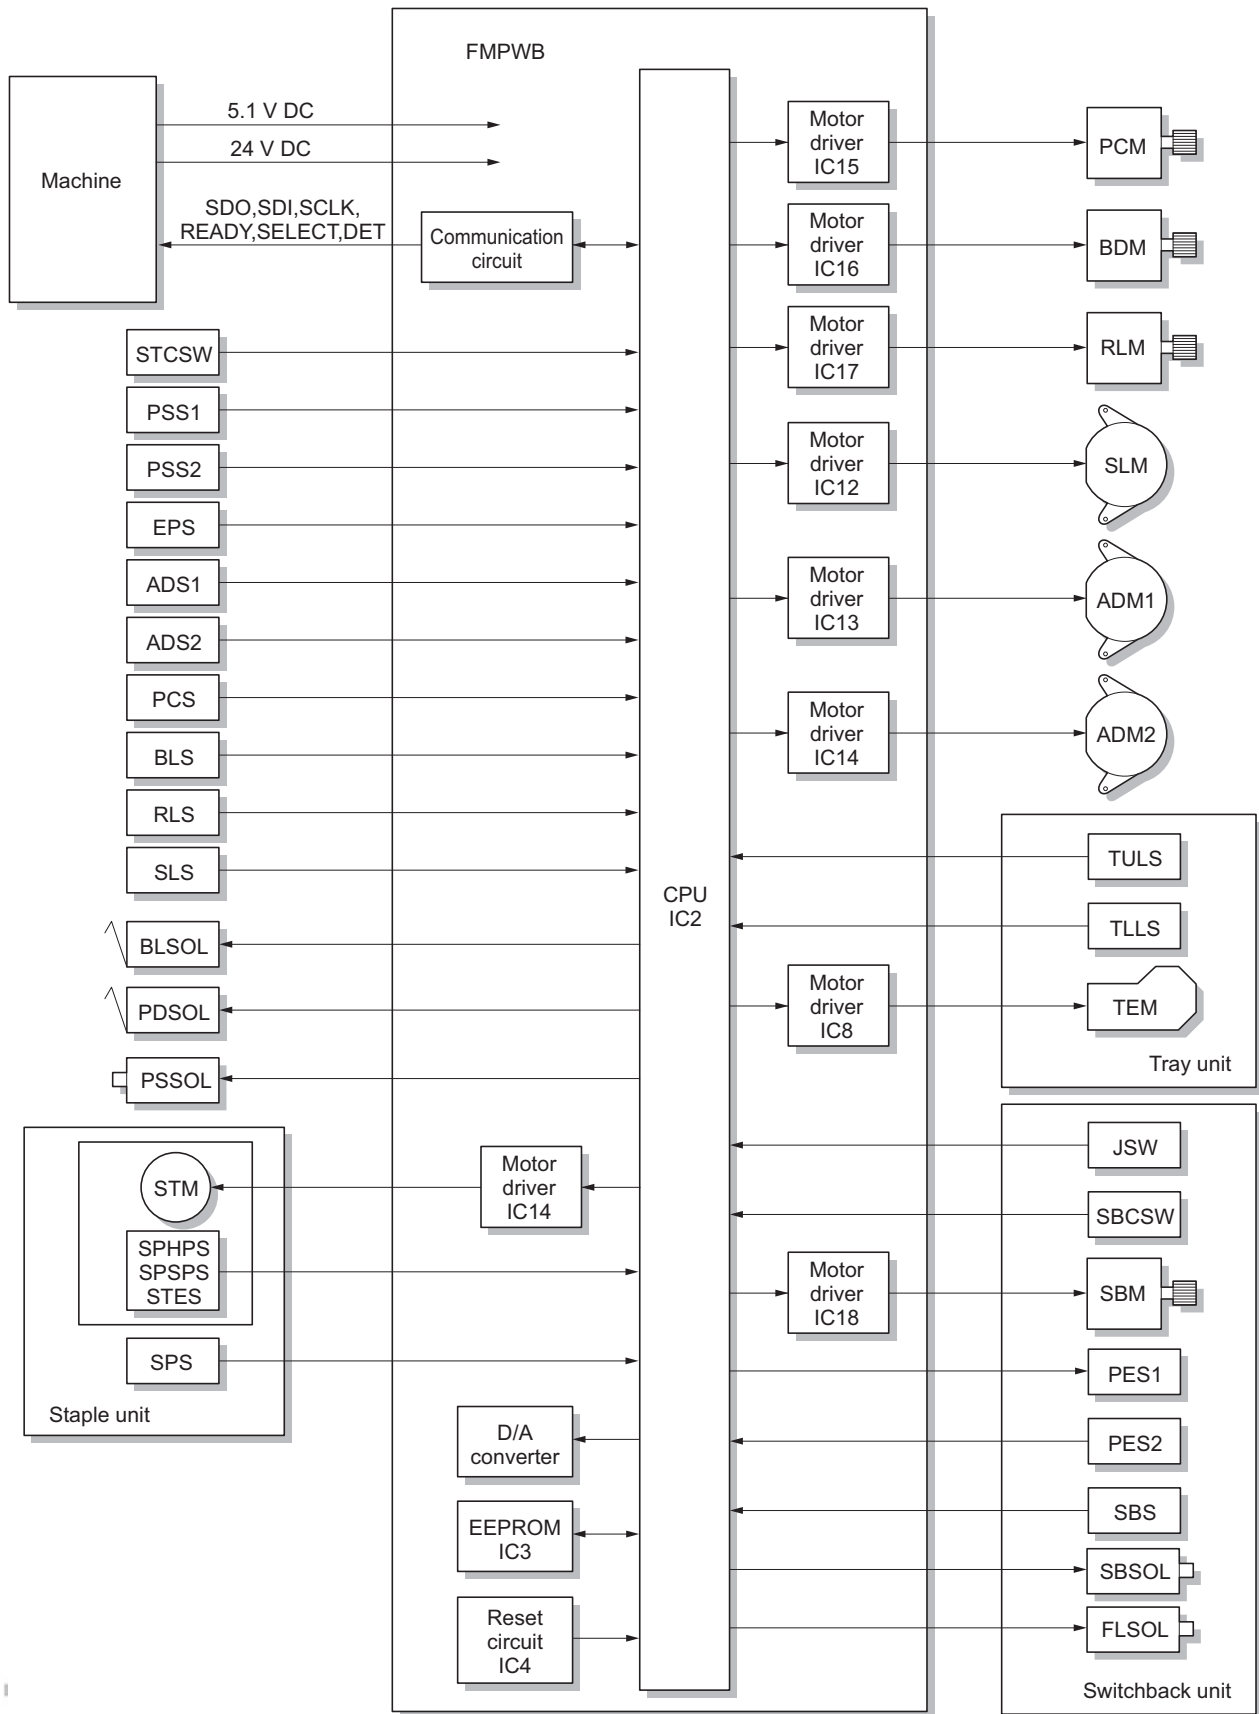 FMPWB
Machine
5.1 V DC
24 V DC
SDO,SDI,SCLK,
READY,SELECT,DET
Communication
circuit
STCSW
PSS1
PSS2
EPS
ADS1
ADS2
PCS
BLS
RLS
SLS
BLSOL
PDSOL
PSSOL
STM
SPHPS
SPSPS
STES
SPS
Staple unit
Motor
driver
IC14
D/A
converter
EEPROM
IC3
Reset
circuit
IC4
CPU
IC2
Motor
driver
IC15
PCM
Motor
driver
IC16
BDM
Motor
driver
IC17
RLM
Motor
driver
IC12
SLM
Motor
driver
IC13
ADM1
Motor
driver
IC14
ADM2
TULS
TLLS
Motor
driver
IC8
TEM
Tray unit
JSW
SBCSW
Motor
driver
IC18
SBM
PES1
PES2
SBS
SBSOL
FLSOL
Switchback unit